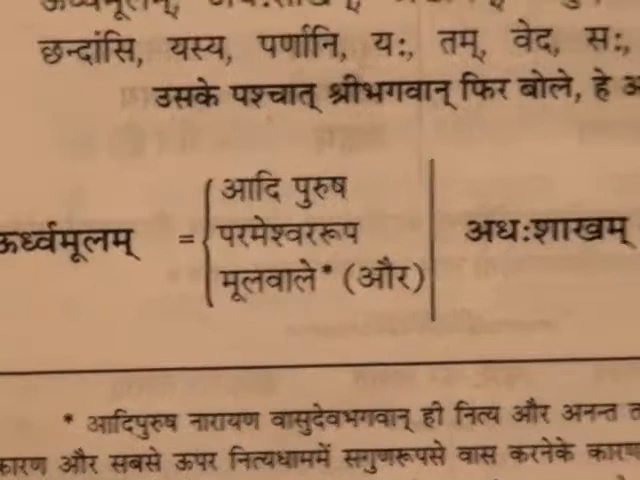 छन्दांसि, यस्य, पर्णानि, यः, तम्, वेद, सः,
उसके पश्चात् श्रीभगवान् फिर बोले, हे
ऊर्ध्वमूलम् =
आदि पुरुष
परमेश्वररूप
मूलवाले* (और)
अधःशाखम्
* आदिपुरुष नारायण वासुदेवभगवान् ही नित्य और अनन्त
कारण और सबसे ऊपर नित्यधाममें सगुणरूपसे वास करनेके कारण